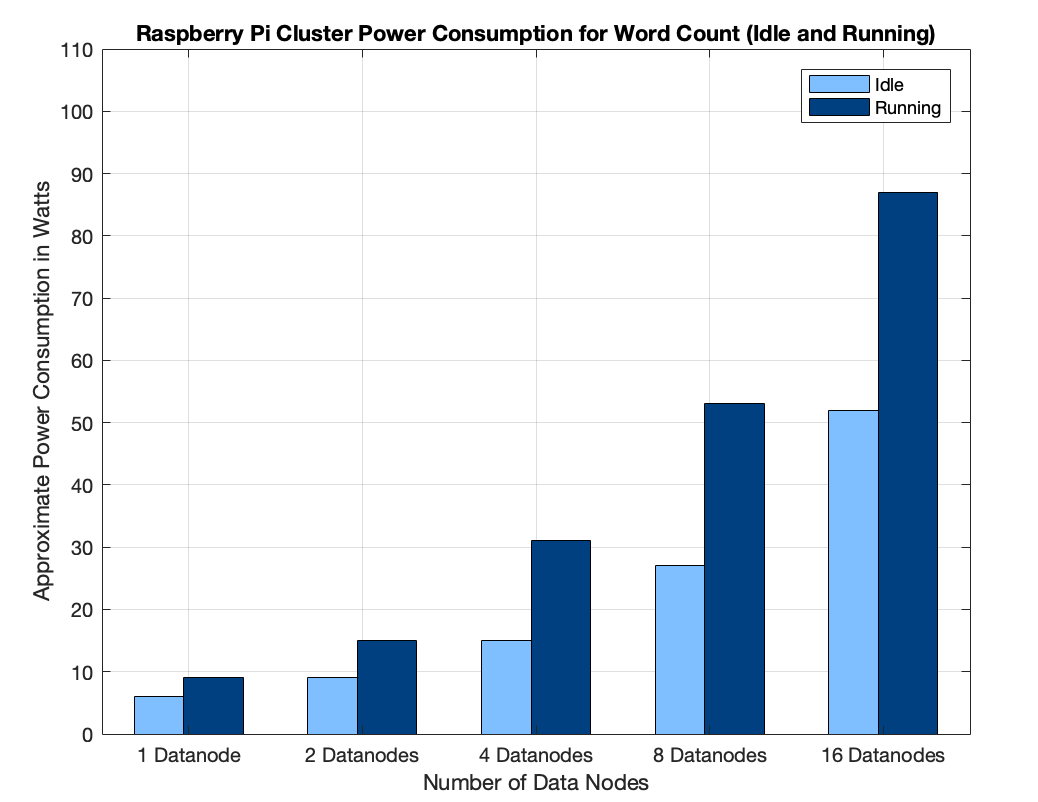 Raspberry Pi Cluster Power Consumption for Word Count (Idle and Running)
Idle
Running
Approximate Power Consumption in Watts
110
100
90
80
70
60
50
40
30
20
10
0
1 Datanode
2 Datanodes
4 Datanodes
8 Datanodes
16 Datanodes
Number of Data Nodes